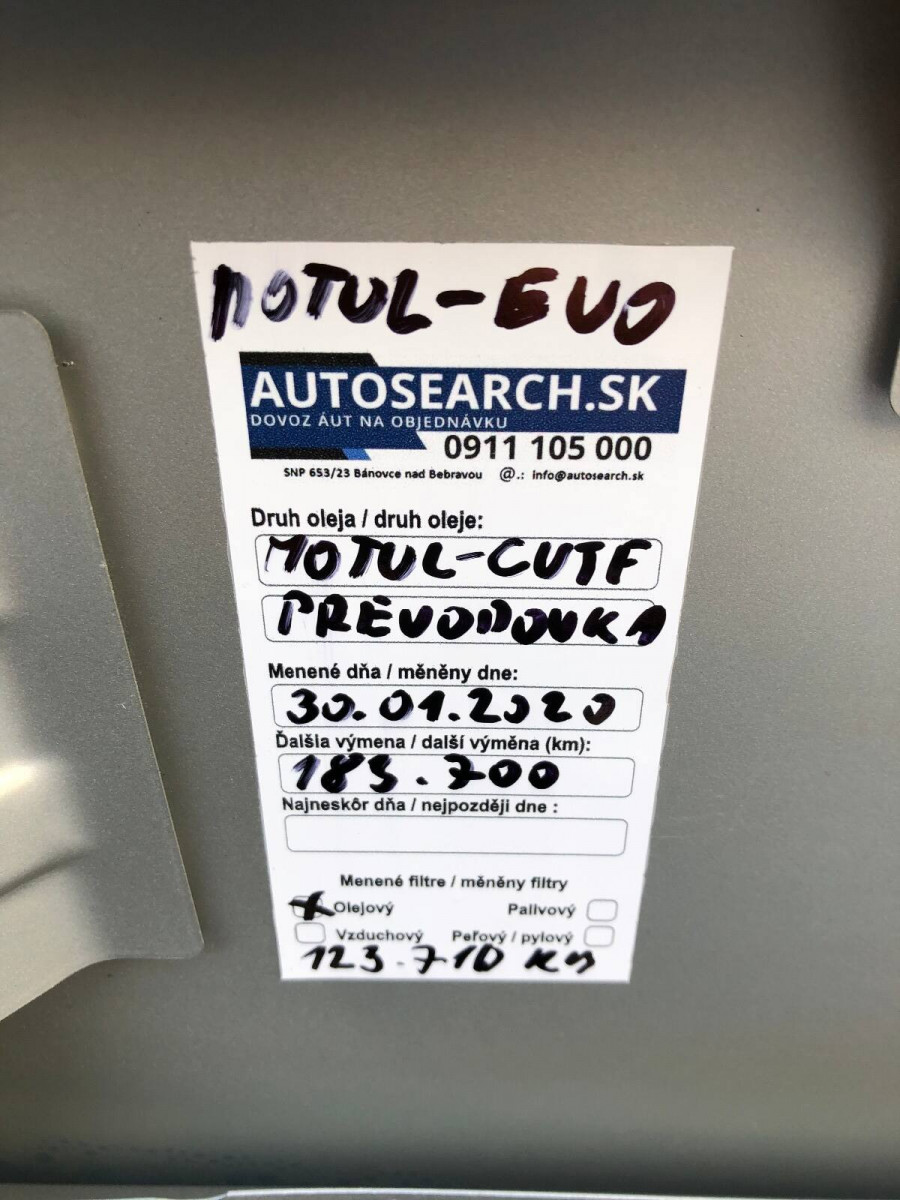 MOTUL-EVO
AUTOSEARCH.SK
DOVOZ ÁUT NA OBJEDNÁVKU
0911 105 000
SNP 653/23 Bánovce nad Bebravou @.: info@autosearch.sk
Druh oleja / druh oleje:
MOTUL-CVTF
PREVODOVKA
Menené dňa / měněny dne:
30.01.2020
Ďalšia výmena / další výměna (km):
183.700
Najneskôr dňa / nejpozději dne :
Menené filtre / měněny filtry
Olejový Palivový
Vzduchový Peľový / pylový
123.710 KM